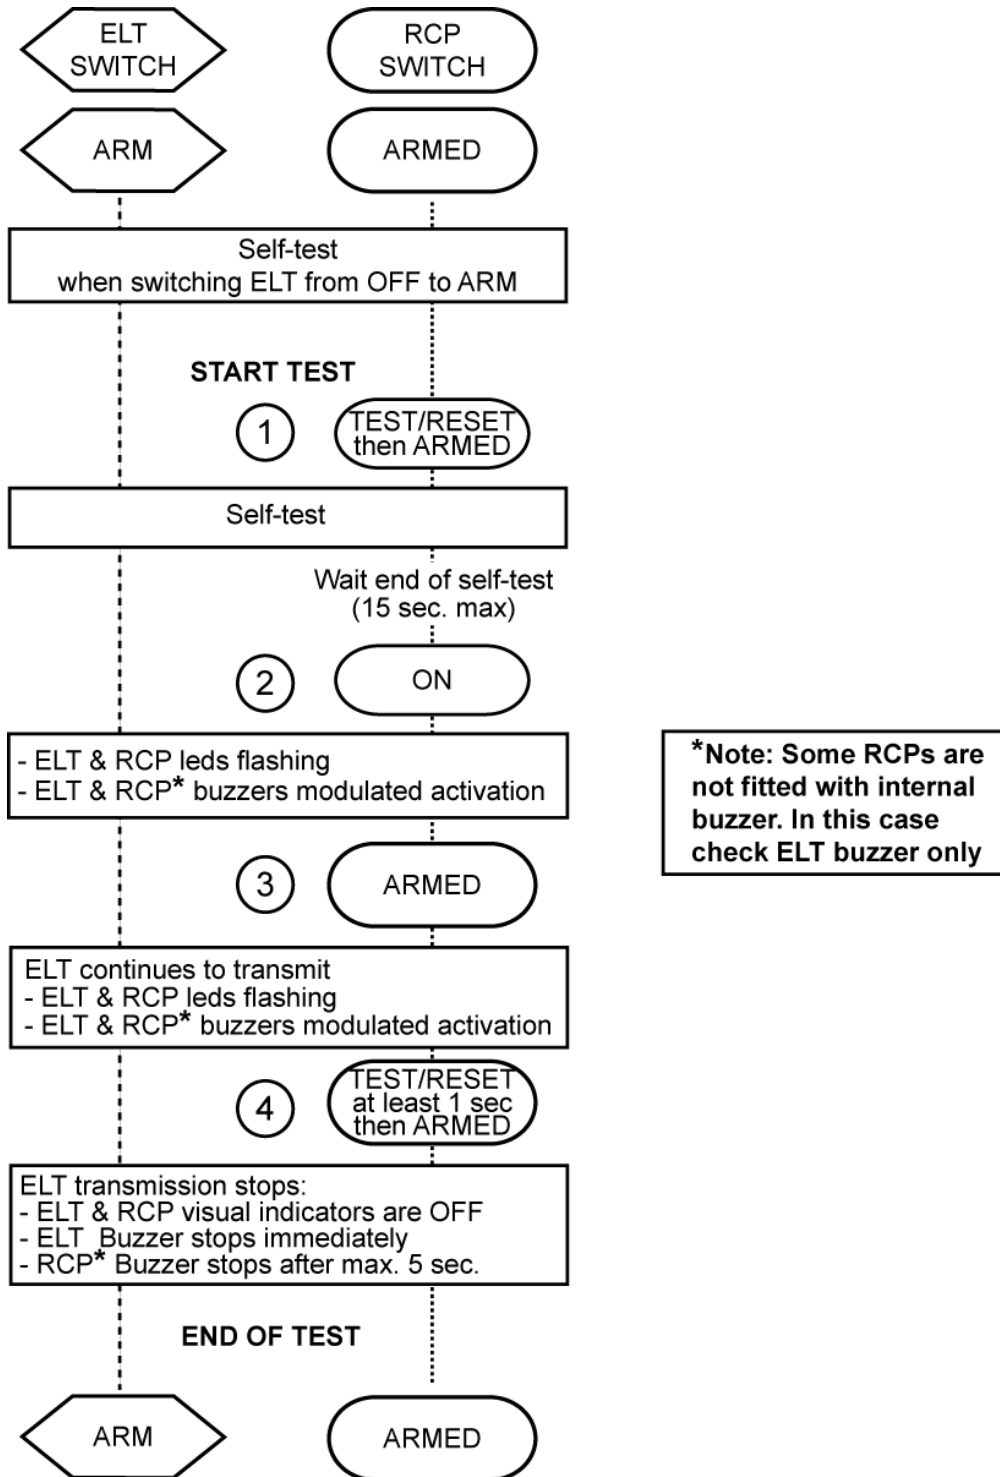 ELT
SWITCH
RCP
SWITCH
ARM
ARMED
Self-test
when switching ELT from OFF to ARM
START TEST
1
TEST/RESET
then ARMED
Self-test
Wait end of self-test
(15 sec. max)
2
ON
- ELT & RCP leds flashing
- ELT & RCP* buzzers modulated activation
*Note: Some RCPs are
not fitted with internal
buzzer. In this case
check ELT buzzer only
3
ARMED
ELT continues to transmit
- ELT & RCP leds flashing
- ELT & RCP* buzzers modulated activation
4
TEST/RESET
at least 1 sec
then ARMED
ELT transmission stops:
- ELT & RCP visual indicators are OFF
- ELT Buzzer stops immediately
- RCP* Buzzer stops after max. 5 sec.
END OF TEST
ARM
ARMED